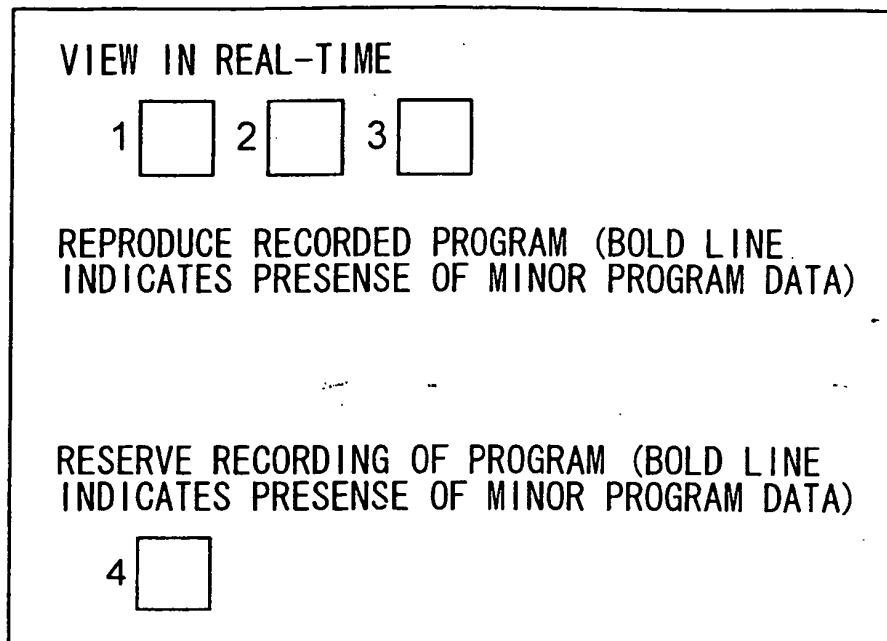 VIEW IN REAL-TIME
1 2 3
REPRODUCE RECORDED PROGRAM (BOLD LINE
INDICATES PRESENSE OF MINOR PROGRAM DATA)
RESERVE RECORDING OF PROGRAM (BOLD LINE
INDICATES PRESENSE OF MINOR PROGRAM DATA)
4